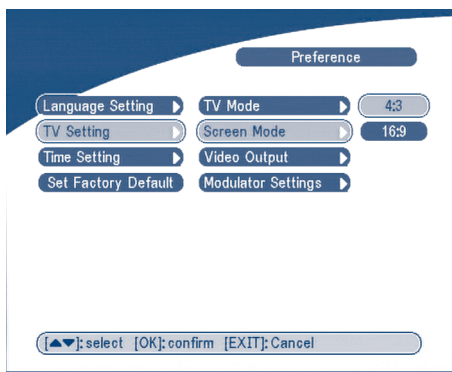 Preference
Language Setting TV Mode 4:3
TV Setting Screen Mode 16:9
Time Setting Video Output
Set Factory Default Modulator Settings
[▲▼]: select [OK]: confirm [EXIT]: Cancel